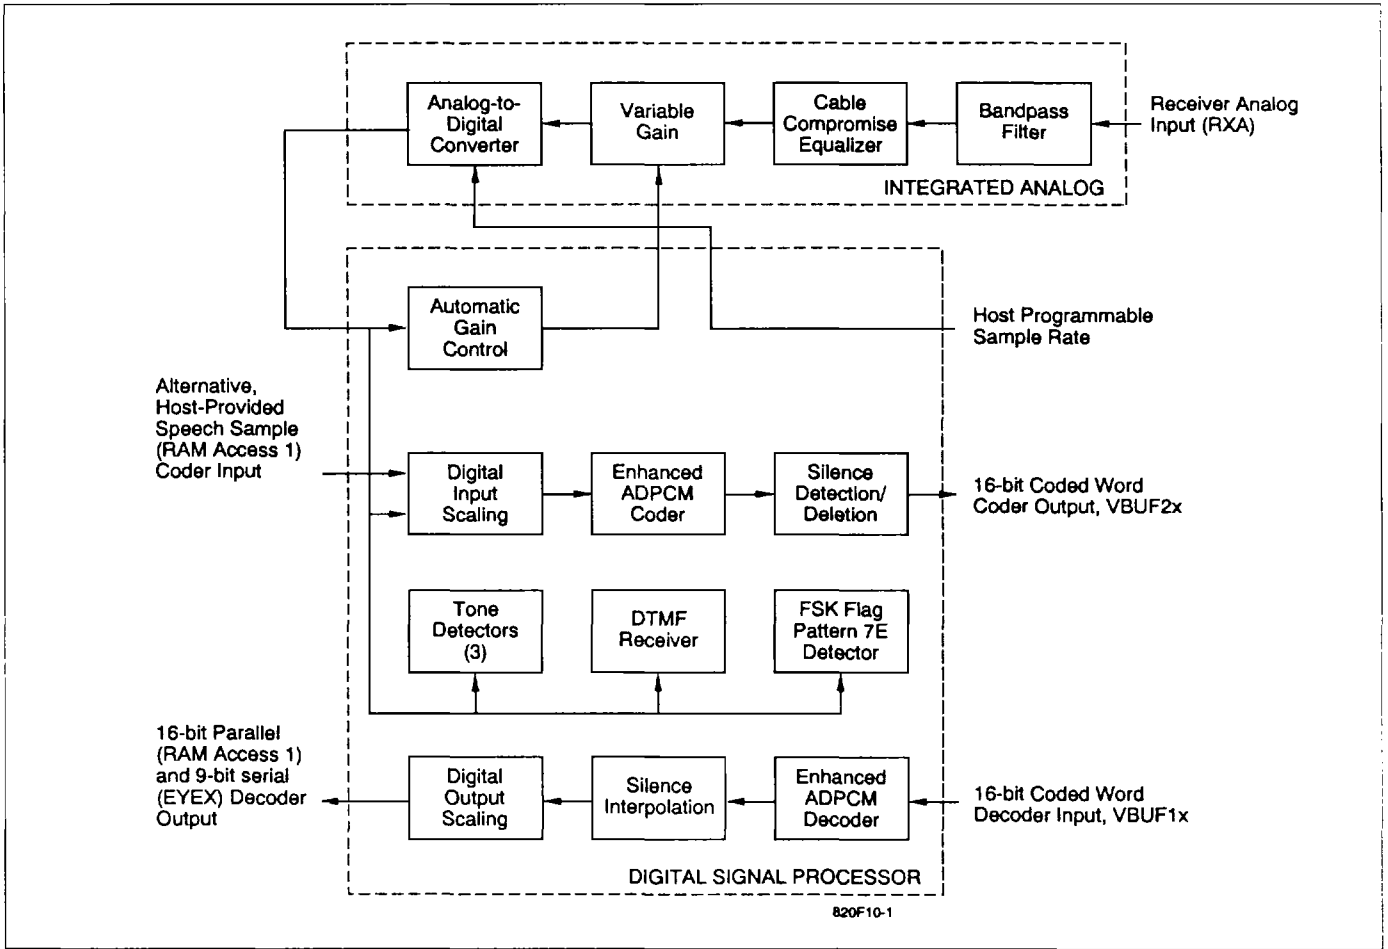 Analog-to-
Digital
Converter
Variable
Gain
Cable
Compromise
Equalizer
Bandpass
Filter
Receiver Analog
Input (RXA)
INTEGRATED ANALOG
Automatic
Gain
Control
Host Programmable
Sample Rate
Alternative,
Host-Provided
Speech Sample
(RAM Access 1)
Coder Input
Digital
Input
Scaling
Enhanced
ADPCM
Coder
Silence
Detection/
Deletion
16-bit Coded Word
Coder Output, VBUF2x
Tone
Detectors
(3)
DTMF
Receiver
FSK Flag
Pattern 7E
Detector
16-bit Parallel
(RAM Access 1)
and 9-bit serial
(EYEX) Decoder
Output
Digital
Output
Scaling
Silence
Interpolation
Enhanced
ADPCM
Decoder
16-bit Coded Word
Decoder Input, VBUF1x
DIGITAL SIGNAL PROCESSOR
820F10-1